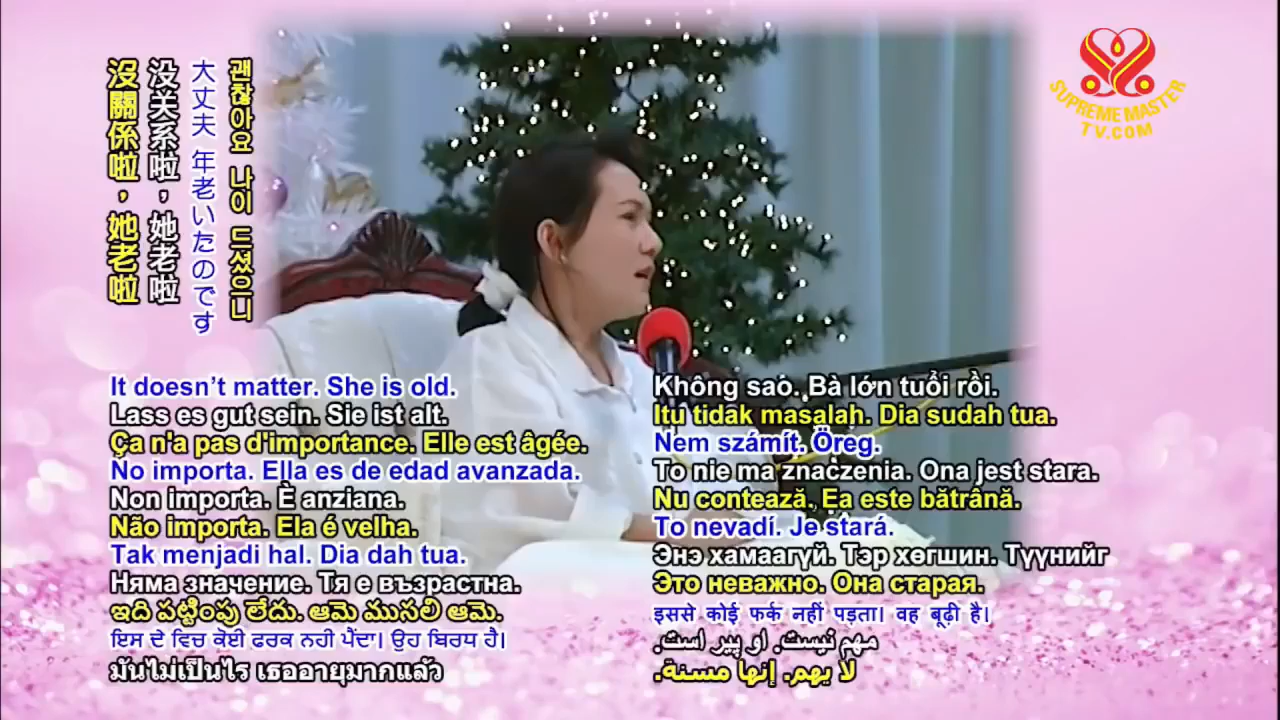 沒關係啦，她老啦
没关系啦，她老啦
大丈夫 年老いたのです
괜찮아요 나이 드셨으니
SUPREME MASTER
TV.COM
It doesn't matter. She is old.
Lass es gut sein. Sie ist alt.
Ça n'a pas d'importance. Elle est âgée.
No importa. Ella es de edad avanzada.
Non importa. È anziana.
Não importa. Ela é velha.
Tak menjadi hal. Dia dah tua.
Няма значение. Тя е възрастна.
ఇది పట్టింపు లేదు. ఆమె ముసలి ఆమె.
ਇਸ ਦੇ ਵਿਚ ਕੋਈ ਫਰਕ ਨਹੀ ਪੈਂਦਾ। ਉਹ ਬਿਰਧ ਹੈ।
มันไม่เป็นไร เธออายุมากแล้ว
Không sao. Bà lớn tuổi rồi.
Itu tidak masalah. Dia sudah tua.
Nem számít. Öreg.
To nie ma znaczenia. Ona jest stara.
Nu contează. Ea este bătrână.
To nevadí. Je stará.
Энэ хамаагүй. Тэр хөгшин. Түүнийг
Это неважно. Она старая.
इससे कोई फर्क नहीं पड़ता। वह बूढ़ी है।
مهم نیست. او پیر است.
لا يهم. إنها مسنة.